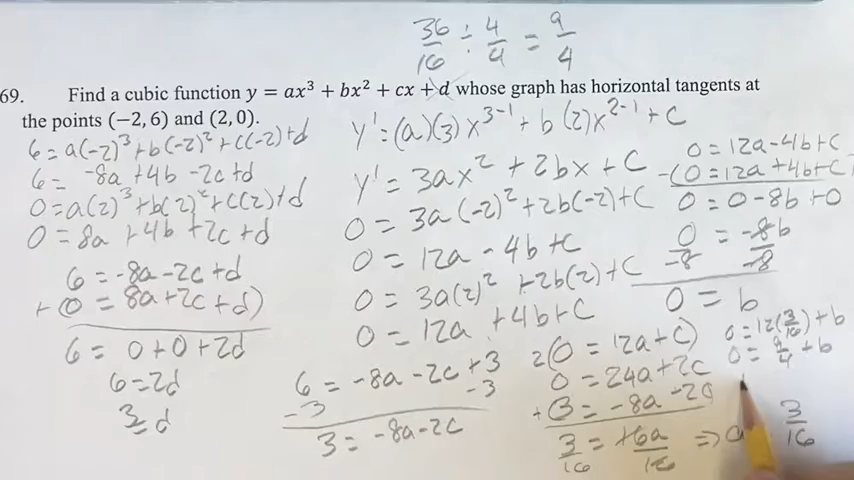 36/16 ÷ 4/4 = 9/4
69. Find a cubic function y = ax³ + bx² + cx + d whose graph has horizontal tangents at
the points (−2, 6) and (2, 0).
6 = a(-2)³ + b(-2)² + c(-2) + d
6 = -8a + 4b - 2c + d
0 = a(2)³ + b(2)² + c(2) + d
0 = 8a + 4b + 2c + d
6 = -8a - 2c + d
+ (0 = 8a + 2c + d)
6 = 0 + 0 + 2d
6 = 2d
3 = d
y' = (a)(3)x³⁻¹ + b(2)x²⁻¹ + c
y' = 3ax² + 2bx + c
0 = 3a(-2)² + 2b(-2) + c
0 = 12a - 4b + c
0 = 3a(2)² + 2b(2) + c
0 = 12a + 4b + c
6 = -8a - 2c + 3
-3 -3
3 = -8a - 2c
0 = 12a - 4b + c
-(0 = 12a + 4b + c
0 = 0 - 8b + 0
0/-8 = -8b/-8
0 = b
2(0 = 12a + c)
0 = 24a + 2c
+ 3 = -8a - 2c
3/16 = 16a/16 => a 3/16
0 = 12(3/16) + b
0 = 9/4 + b